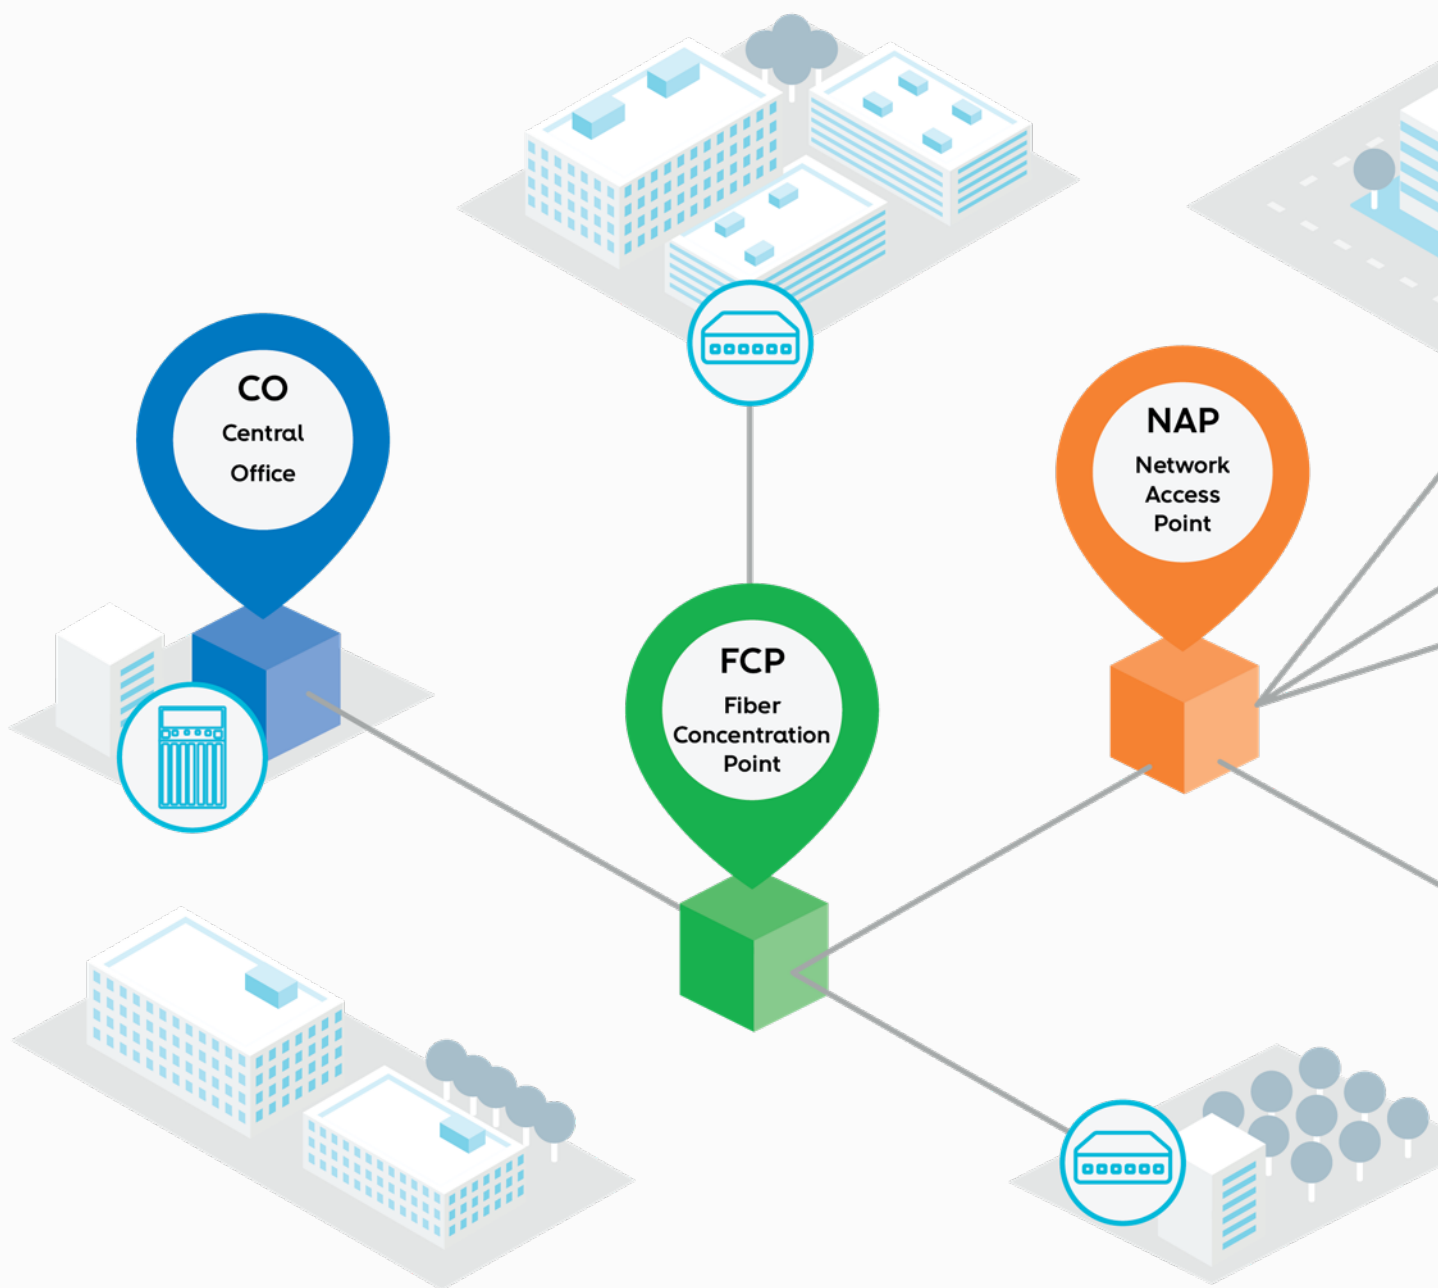 CO
Central
Office
NAP
Network
Access
Point
FCP
Fiber
Concentration
Point